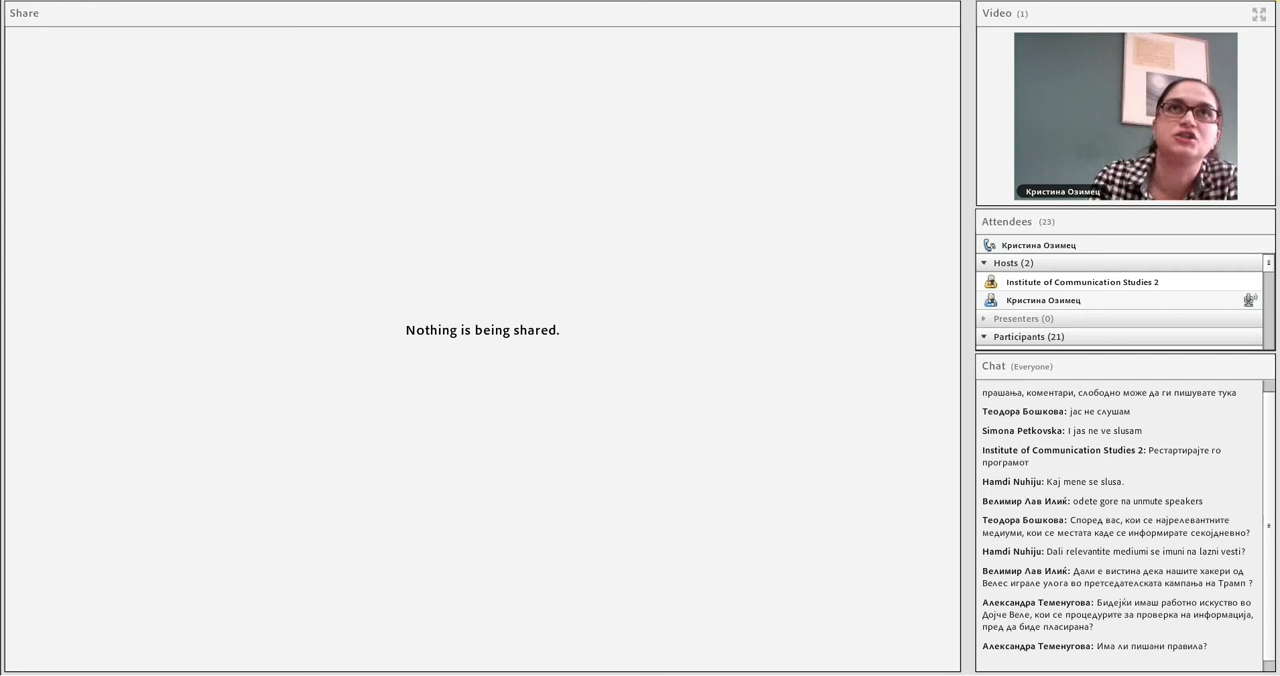 Share
Nothing is being shared.
Video (1)
Кристина Озимец
Attendees (23)
Кристина Озимец
Hosts (2)
Institute of Communication Studies 2
Кристина Озимец
Presenters (0)
Participants (21)
Chat (Everyone)
прашања, коментари, слободно може да ги пишувате тука
Теодора Бошкова: јас не слушам
Simona Petkovska: I jas ne ve slusam
Institute of Communication Studies 2: Рестартирајте го
програмот
Hamdi Nuhiju: Kaj mene se slusa.
Велимир Лав Илиќ: odete gore na unmute speakers
Теодора Бошкова: Според вас, кои се најрелевантните
медиуми, кои се местата каде се информирате секојдневно?
Hamdi Nuhiju: Dali relevantite mediumi se imuni na lazni vesti?
Велимир Лав Илиќ: Дали е вистина дека нашите хакери од
Велес играле улога во претседателската кампања на Трамп ?
Александра Теменугова: Бидејќи имаш работно искуство во
Дојче Веле, кои се процедурите за проверка на информација,
пред да биде пласирана?
Александра Теменугова: Има ли пишани правила?